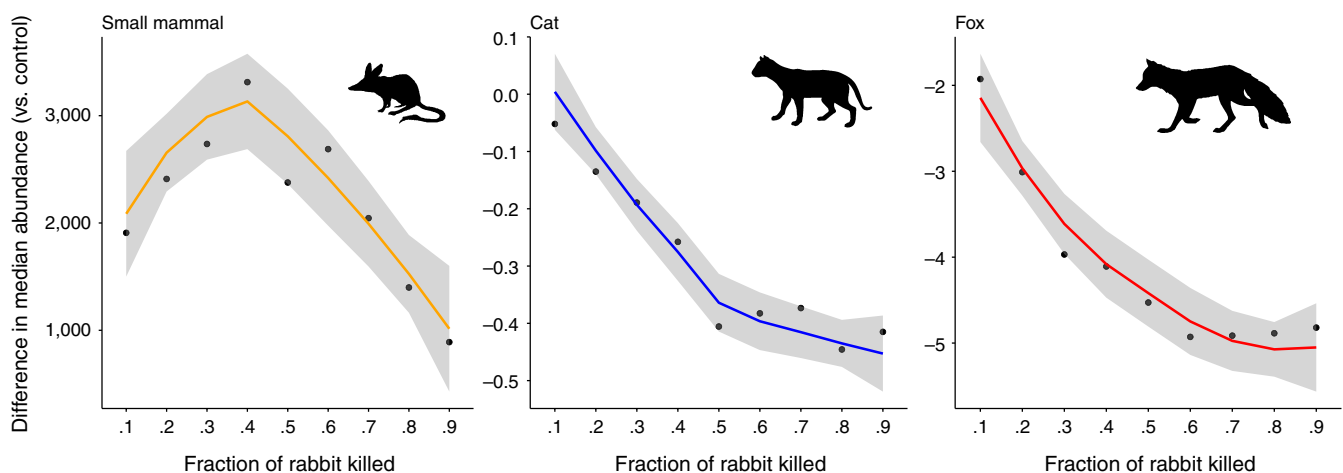 Difference in median abundance (vs. control)
Small mammal
3,000
2,000
1,000
.1 .2 .3 .4 .5 .6 .7 .8 .9
Fraction of rabbit killed
Cat
0.1
0.0
−0.1
−0.2
−0.3
−0.4
−0.5
.1 .2 .3 .4 .5 .6 .7 .8 .9
Fraction of rabbit killed
Fox
−2
−3
−4
−5
.1 .2 .3 .4 .5 .6 .7 .8 .9
Fraction of rabbit killed